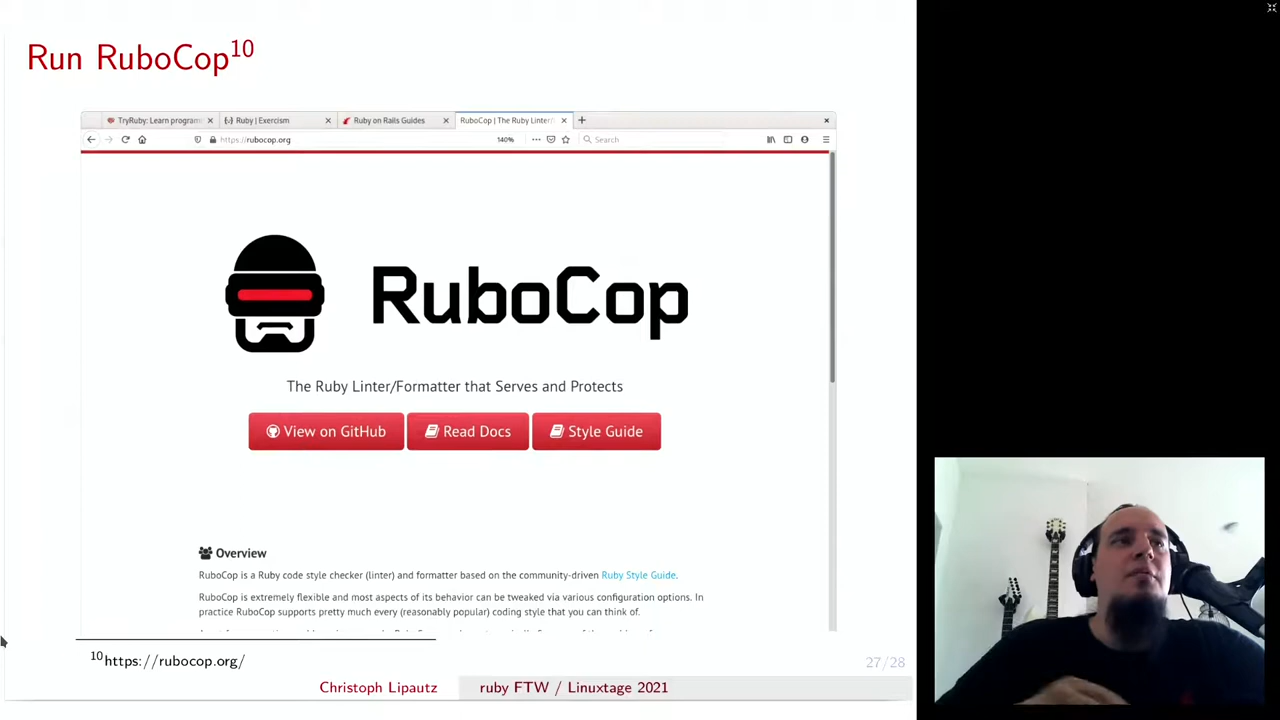 Run RuboCop10
TryRuby: Learn program
Ruby | Exercism
Ruby on Rails Guides
RuboCop | The Ruby Linter/
https://rubocop.org
140%
Search
RuboCop
The Ruby Linter/Formatter that Serves and Protects
View on GitHub
Read Docs
Style Guide
Overview
RuboCop is a Ruby code style checker (linter) and formatter based on the community-driven Ruby Style Guide.
RuboCop is extremely flexible and most aspects of its behavior can be tweaked via various configuration options. In
practice RuboCop supports pretty much every (reasonably popular) coding style that you can think of.
10https://rubocop.org/
27/28
Christoph Lipautz
ruby FTW / Linuxtage 2021